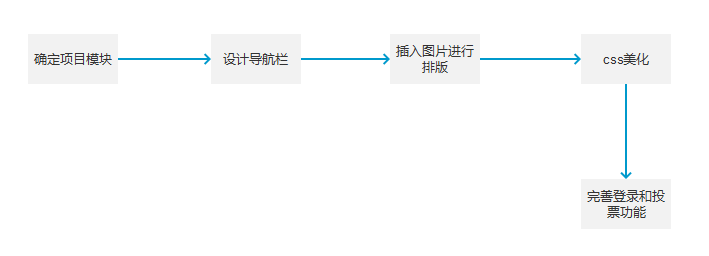 确定项目模块
设计导航栏
插入图片进行
排版
css美化
完善登录和投
票功能